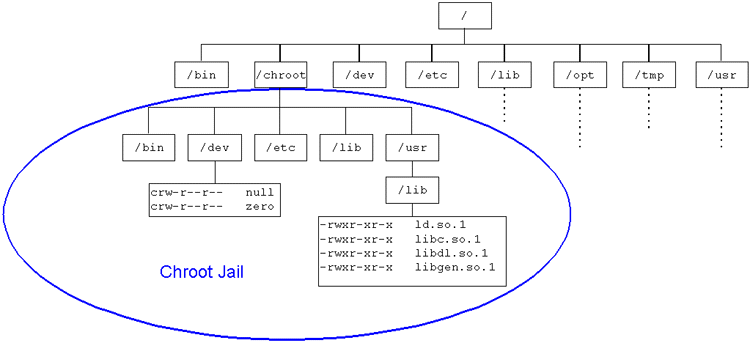 /
/bin /chroot /dev /etc /lib /opt /tmp /usr
/bin /dev /etc /lib /usr
/lib
crw-r--r-- null
crw-r--r-- zero
-rwxr-xr-x ld.so.1
-rwxr-xr-x libc.so.1
-rwxr-xr-x libdl.so.1
-rwxr-xr-x libgen.so.1
Chroot Jail